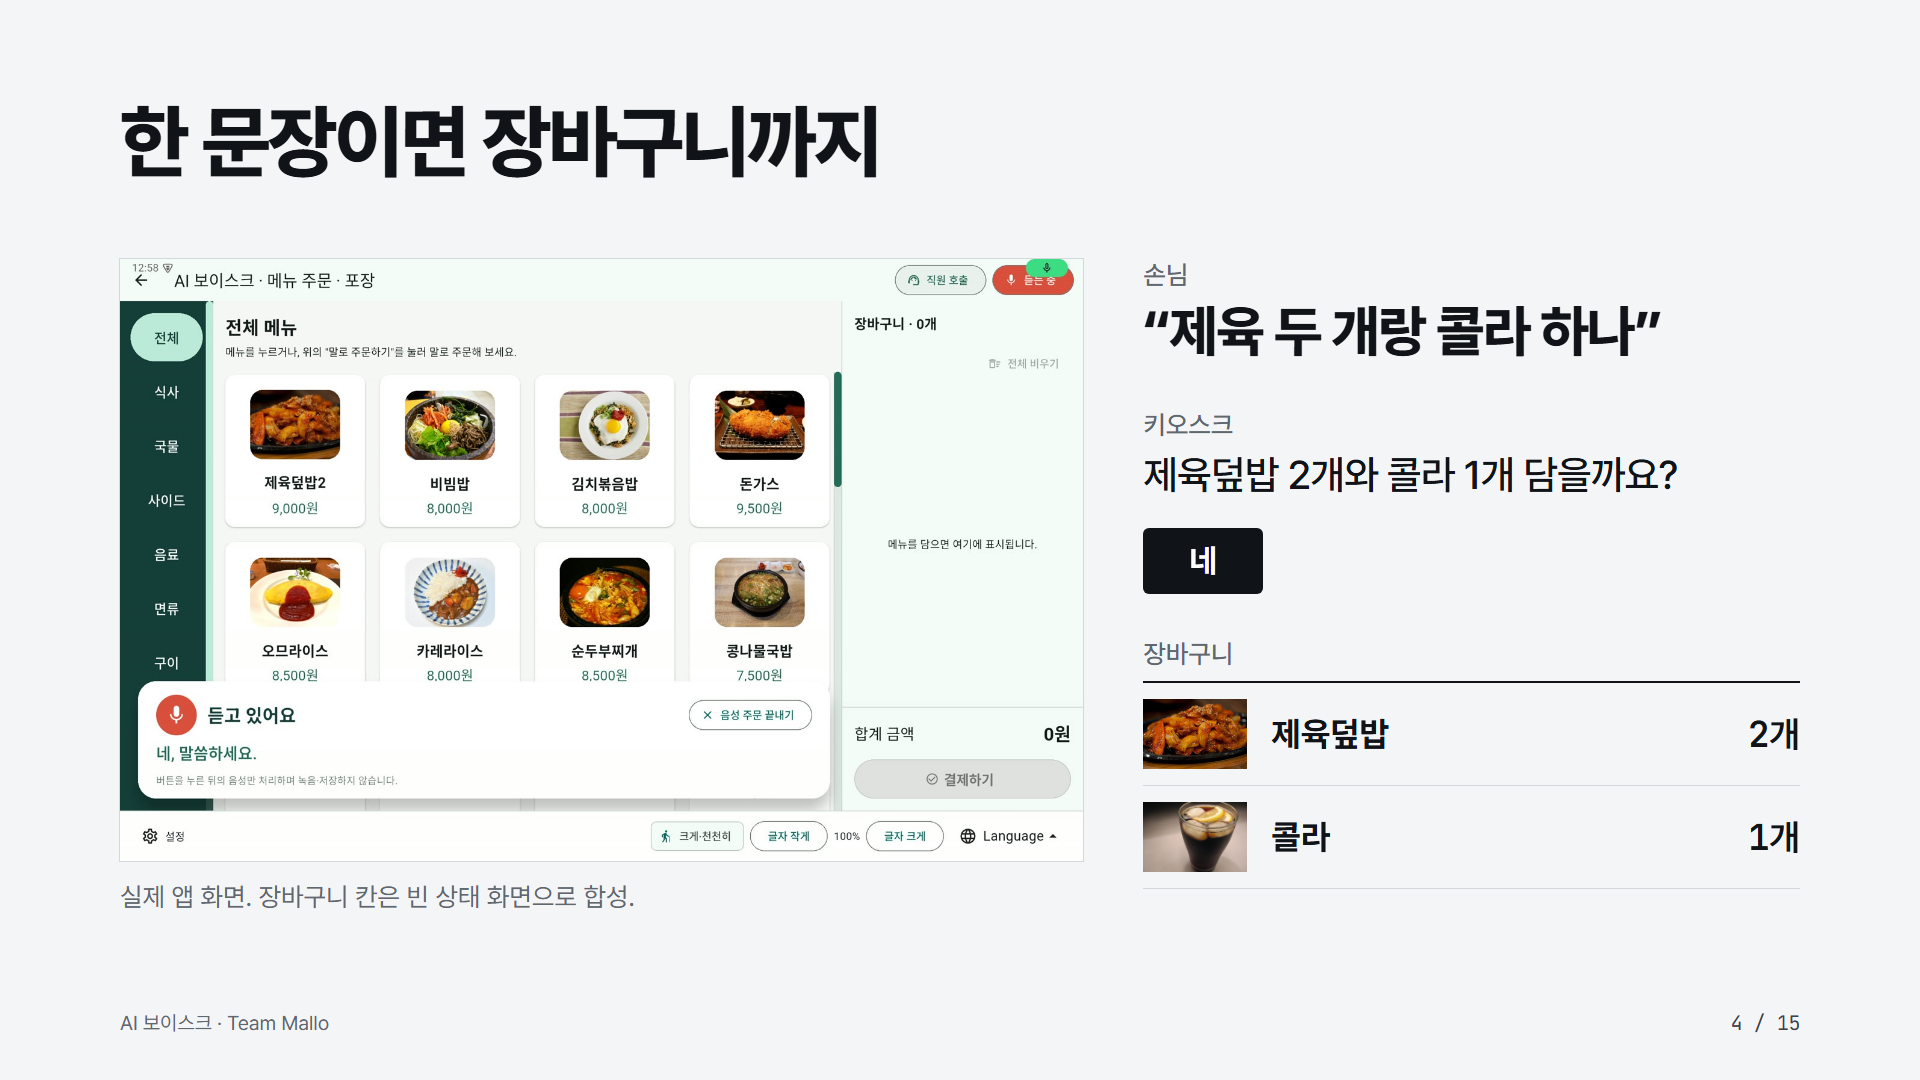 한 문장이면 장바구니까지
12:58
AI 보이스크 · 메뉴 주문 · 포장
직원 호출
듣는 중
전체
식사
국물
사이드
음료
면류
구이
전체 메뉴
메뉴를 누르거나, 위의 "말로 주문하기"를 눌러 말로 주문해 보세요.
제육덮밥2
비빔밥
김치볶음밥
돈가스
9,000원
8,000원
8,000원
9,500원
오므라이스
카레라이스
순두부찌개
콩나물국밥
8,500원
8,000원
8,500원
7,500원
듣고 있어요
음성 주문 끝내기
네, 말씀하세요.
버튼을 누른 뒤의 음성만 처리하며 녹음·저장하지 않습니다.
장바구니 · 0개
전체 비우기
메뉴를 담으면 여기에 표시됩니다.
합계 금액
0원
결제하기
설정
크게·천천히
글자 작게
100%
글자 크게
Language
실제 앱 화면. 장바구니 칸은 빈 상태 화면으로 합성.
손님
“제육 두 개랑 콜라 하나”
키오스크
제육덮밥 2개와 콜라 1개 담을까요?
네
장바구니
제육덮밥 2개
콜라 1개
AI 보이스크 · Team Mallo
4 / 15